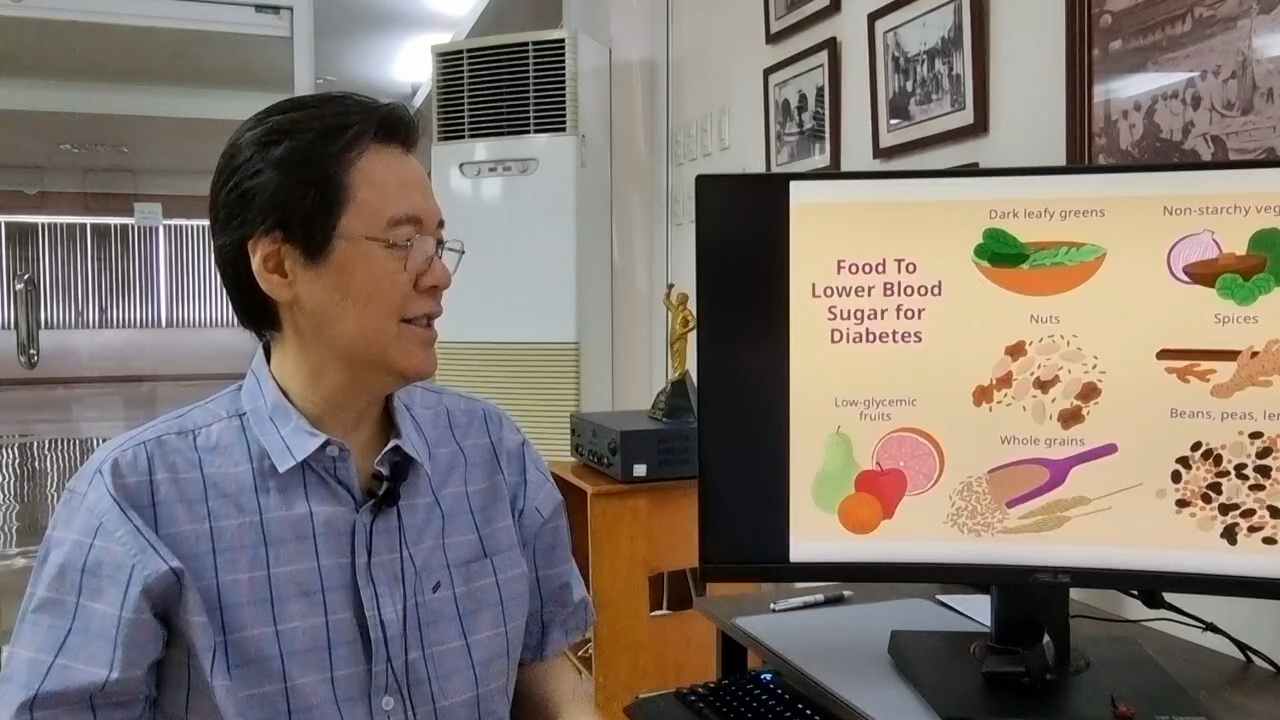 Food To
Lower Blood
Sugar for
Diabetes
Dark leafy greens
Non-starchy veg
Nuts
Spices
Low-glycemic
fruits
Whole grains
Beans, peas, len